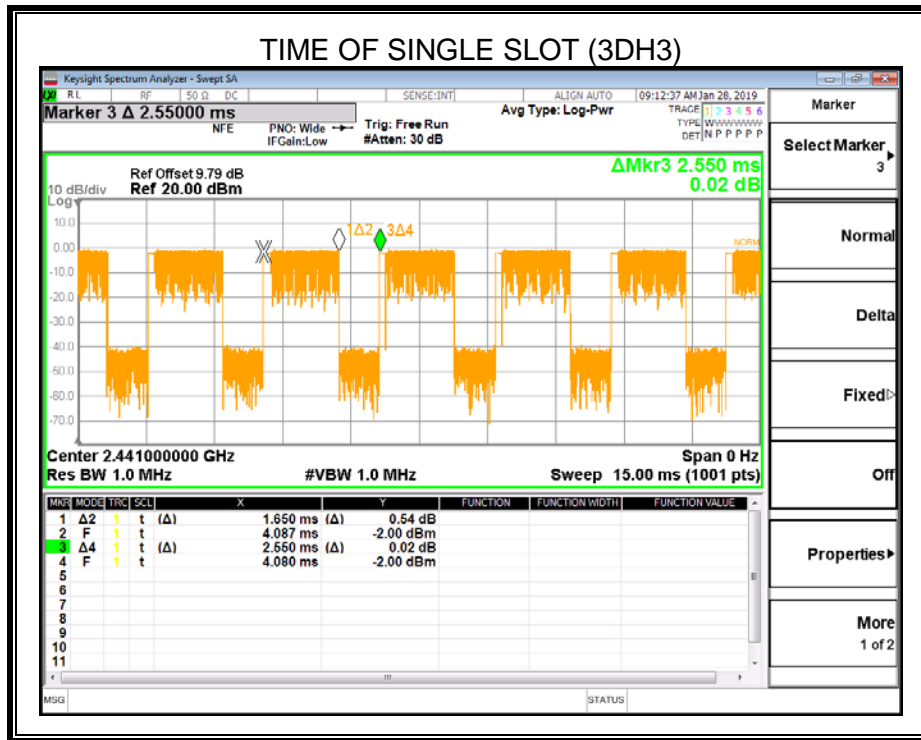 TIME OF SINGLE SLOT (3DH3)
Keysight Spectrum Analyzer - Swept SA
RL RF 50 Ω DC SENSE:INT ALIGN AUTO 09:12:37 AM Jan 28, 2019
Marker 3 Δ 2.55000 ms
NFE
PNO: Wide
IFGain:Low
Trig: Free Run
#Atten: 30 dB
Avg Type: Log-Pwr
TRACE 1 2 3 4 5 6
TYPE WWWWWWW
DET N P P P P P
Ref Offset 9.79 dB
10 dB/div Ref 20.00 dBm
Log
ΔMkr3 2.550 ms
0.02 dB
10.0
0.00
-10.0
-20.0
-30.0
-40.0
-50.0
-60.0
-70.0
1Δ2
3Δ4
NORM
Center 2.441000000 GHz Span 0 Hz
Res BW 1.0 MHz #VBW 1.0 MHz Sweep 15.00 ms (1001 pts)
MKR MODE TRC SCL X Y FUNCTION FUNCTION WIDTH FUNCTION VALUE
1 Δ2 1 t (Δ) 1.650 ms (Δ) 0.54 dB
2 F 1 t 4.087 ms -2.00 dBm
3 Δ4 1 t (Δ) 2.550 ms (Δ) 0.02 dB
4 F 1 t 4.080 ms -2.00 dBm
5
6
7
8
9
10
11
MSG STATUS
Marker
Select Marker
3
Normal
Delta
Fixed
Off
Properties
More
1 of 2